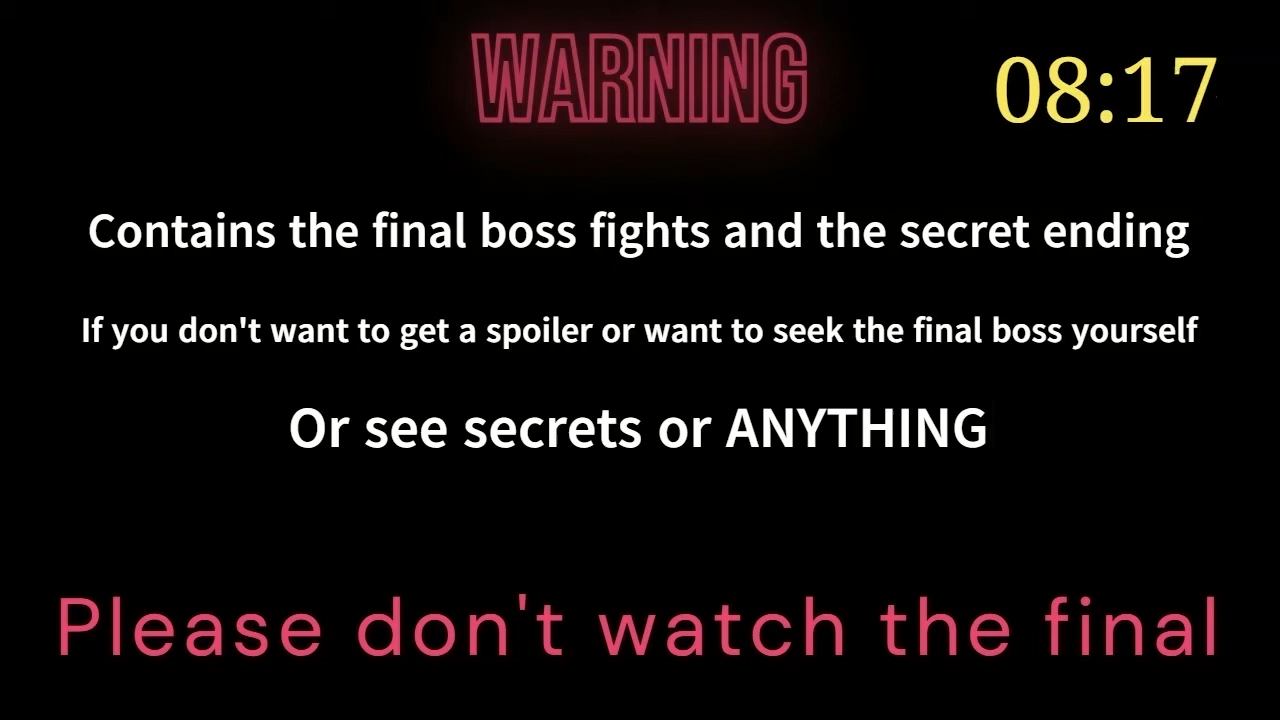 WARNING
08:17
Contains the final boss fights and the secret ending
If you don't want to get a spoiler or want to seek the final boss yourself
Or see secrets or ANYTHING
Please don't watch the final